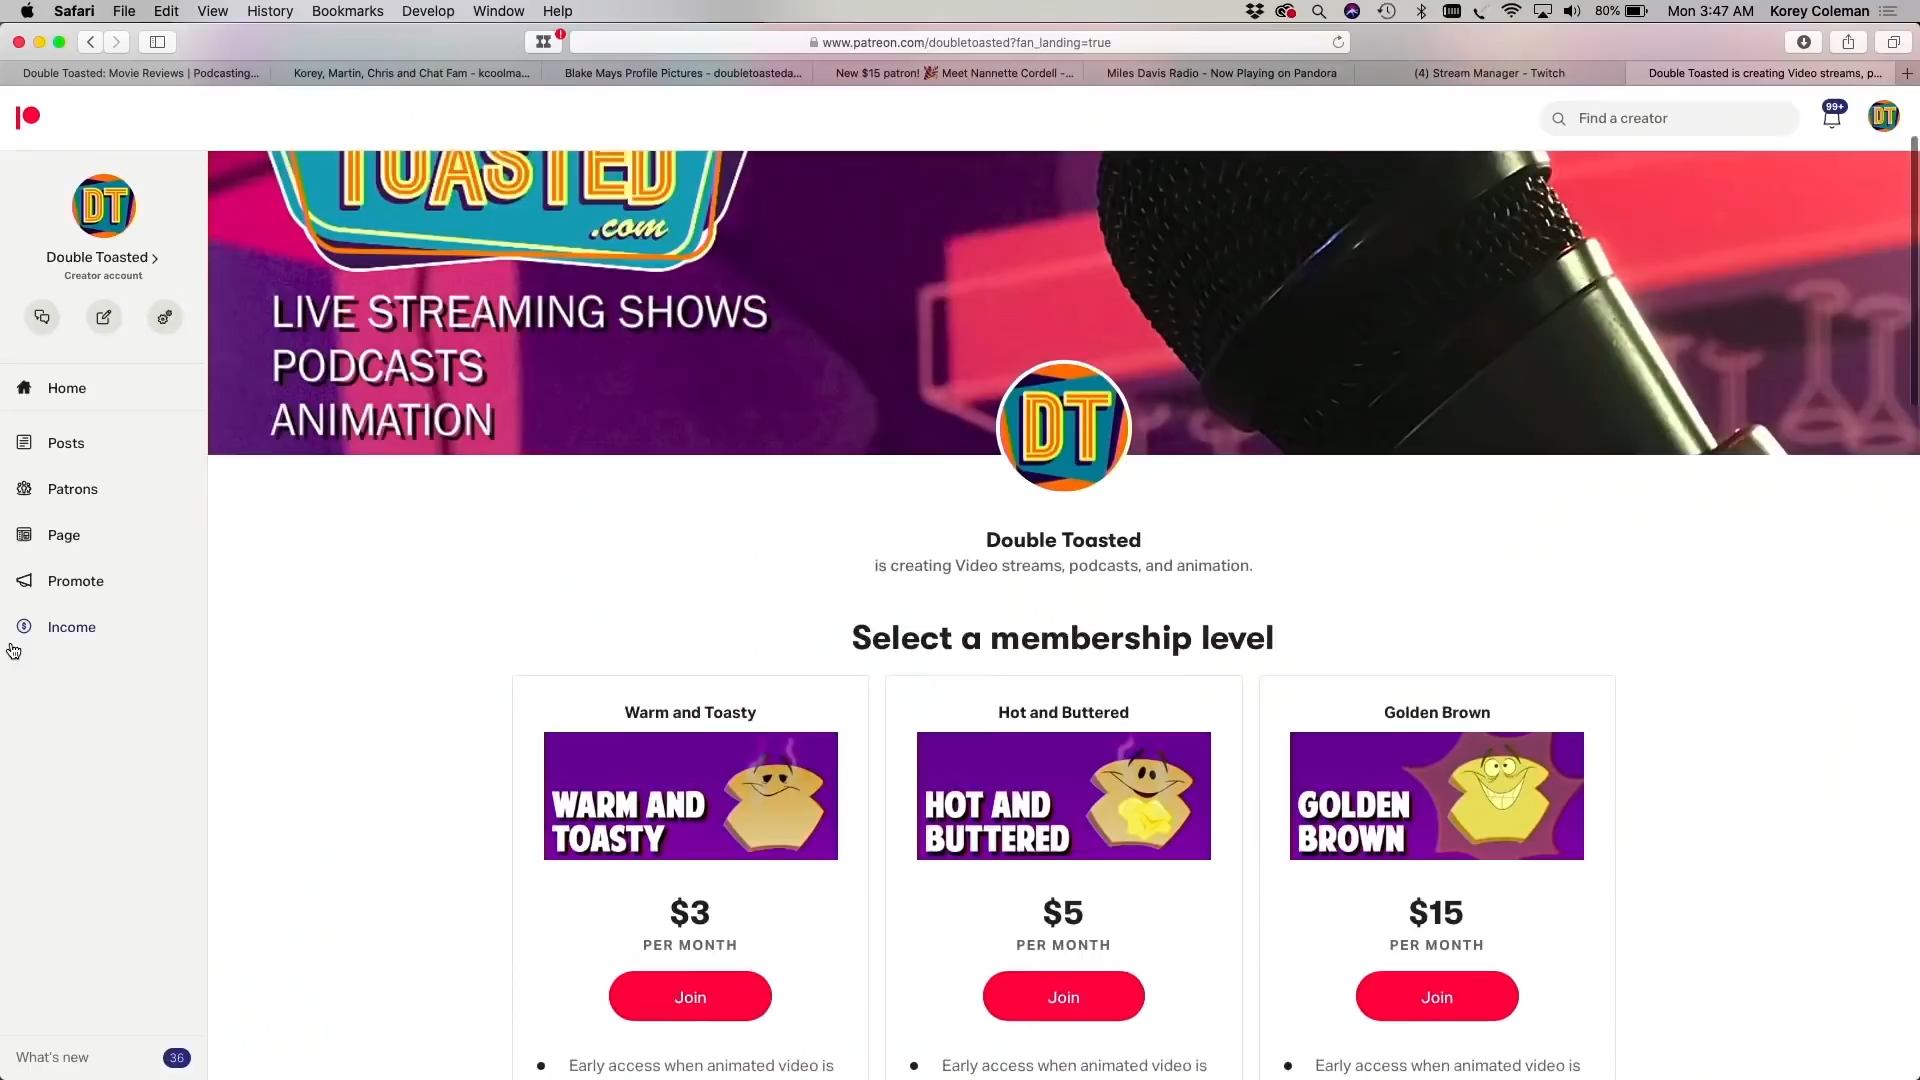 Safari File Edit View History Bookmarks Develop Window Help 80% Mon 3:47 AM Korey Coleman
www.patreon.com/doubletoasted?fan_landing=true
Double Toasted: Movie Reviews | Podcasting... Korey, Martin, Chris and Chat Fam - kcoolma... Blake Mays Profile Pictures - doubletoasteda... New $15 patron! 🎉 Meet Nannette Cordell -... Miles Davis Radio - Now Playing on Pandora (4) Stream Manager - Twitch Double Toasted is creating Video streams, p...
Find a creator 99+ DT
DT
Double Toasted
Creator account
Home
Posts
Patrons
Page
Promote
Income
What's new 36
TOASTED
.com
LIVE STREAMING SHOWS
PODCASTS
ANIMATION
DT
Double Toasted
is creating Video streams, podcasts, and animation.
Select a membership level
Warm and Toasty
WARM AND
TOASTY
$3
PER MONTH
Join
• Early access when animated video is
Hot and Buttered
HOT AND
BUTTERED
$5
PER MONTH
Join
• Early access when animated video is
Golden Brown
GOLDEN
BROWN
$15
PER MONTH
Join
• Early access when animated video is